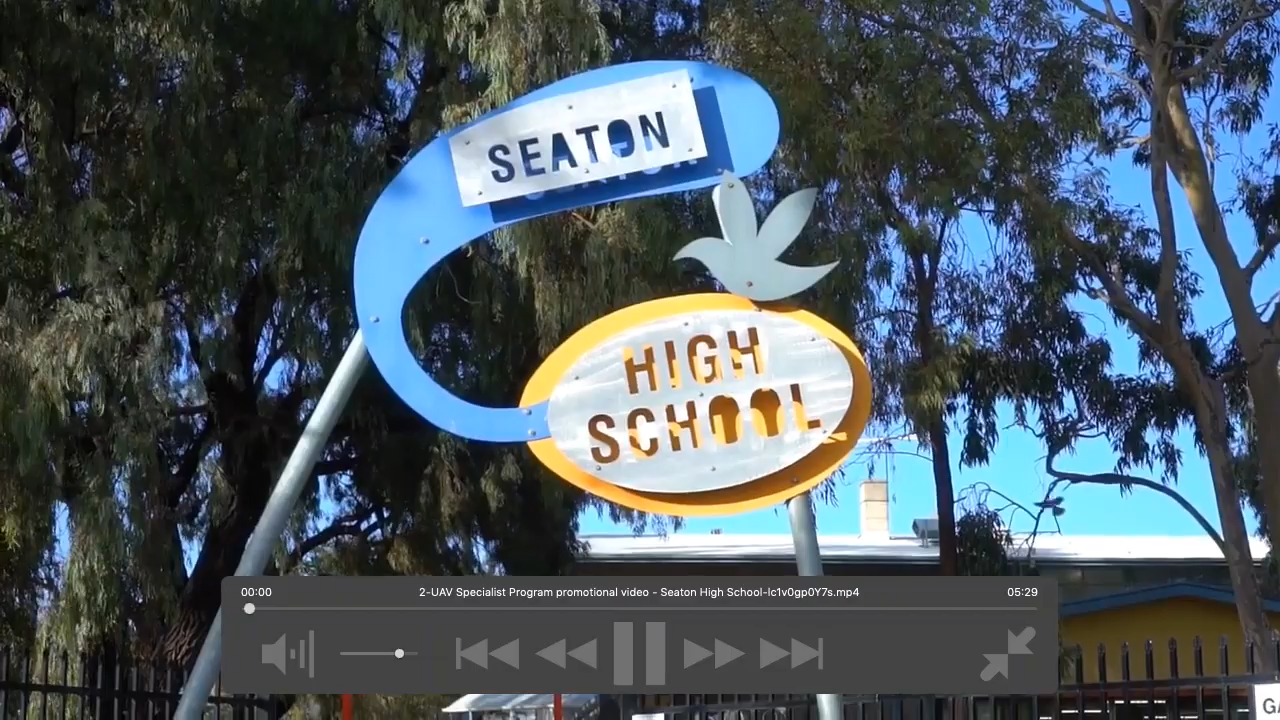 SEATON
HIGH
SCHOOL
00:00
2-UAV Specialist Program promotional video - Seaton High School-lc1v0gp0Y7s.mp4
05:29